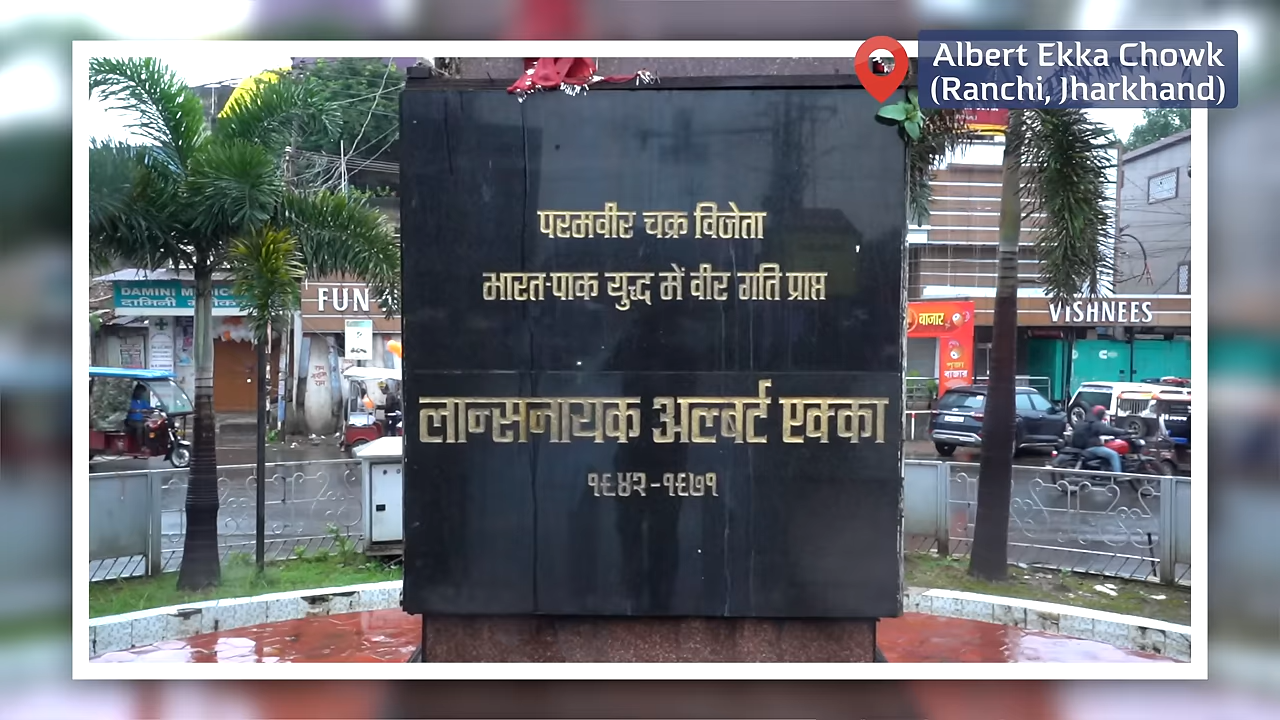 Albert Ekka Chowk
(Ranchi, Jharkhand)
परमवीर चक्र विजेता
भारत-पाक युद्ध में वीर गति प्राप्त
लान्सनायक अल्बर्ट एक्का
१९४२-१९७१
DAMINI
दामिनी
FUN
VISHNEES
बाजार
पूजा
बाजार